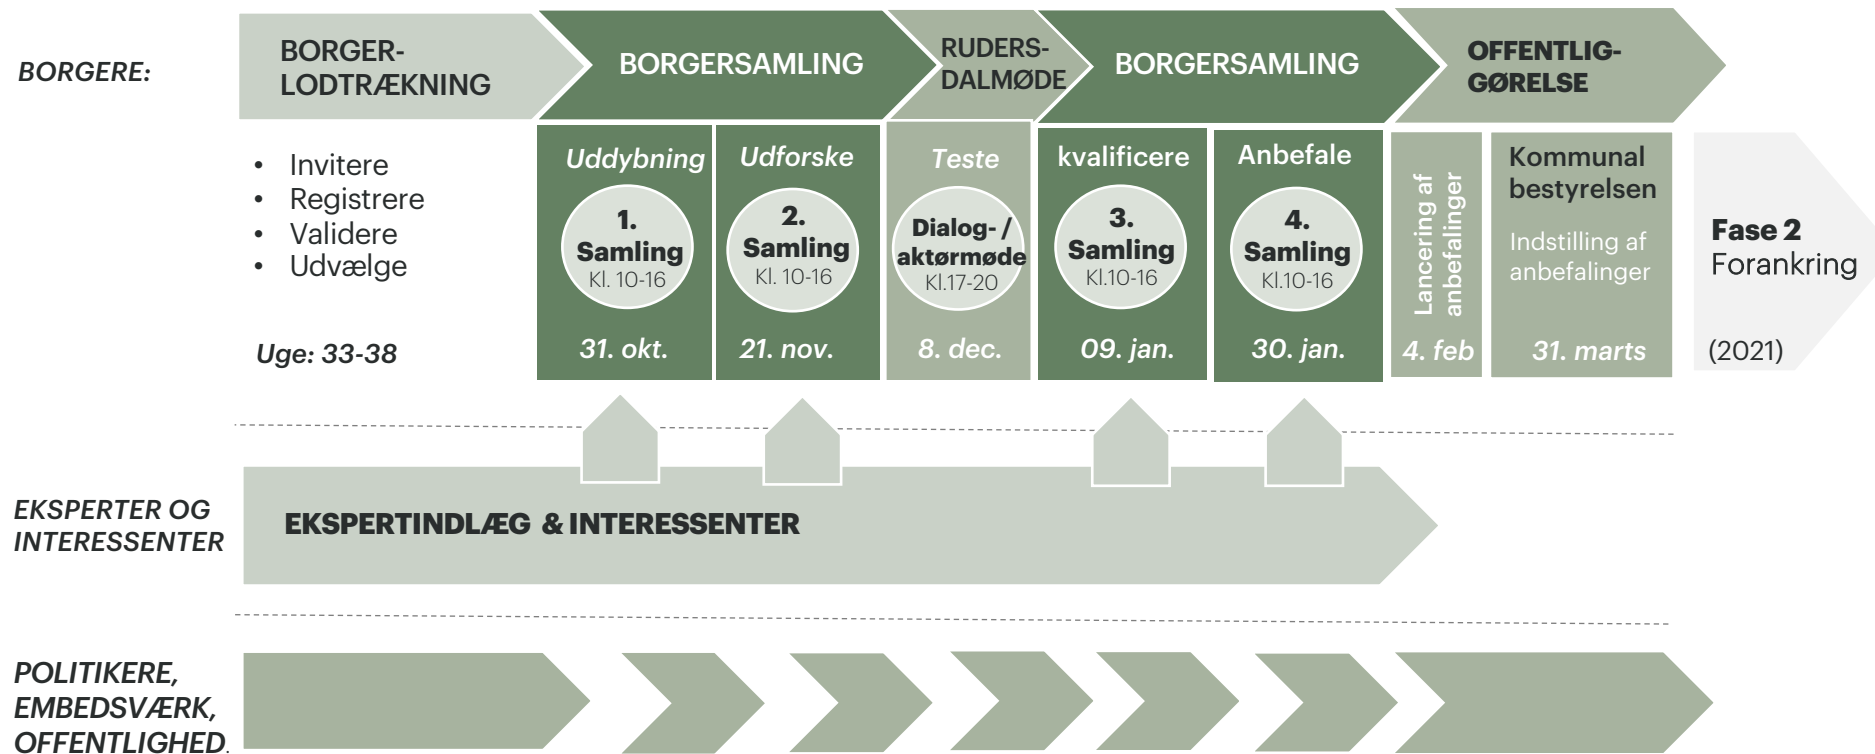 BORGERE:
BORGER-
LODTRÆKNING
BORGERSAMLING
RUDERS-
DALMØDE
BORGERSAMLING
OFFENTLIG-
GØRELSE
• Invitere
• Registrere
• Validere
• Udvælge
Uge: 33-38
Uddybning
1.
Samling
Kl. 10-16
31. okt.
Udforske
2.
Samling
Kl. 10-16
21. nov.
Teste
Dialog- /
aktørmøde
Kl.17-20
8. dec.
kvalificere
3.
Samling
Kl.10-16
09. jan.
Anbefale
4.
Samling
Kl.10-16
30. jan.
Lancering af
anbefalinger
4. feb
Kommunal
bestyrelsen
Indstilling af
anbefalinger
31. marts
Fase 2
Forankring
(2021)
EKSPERTER OG
INTERESSENTER
EKSPERTINDLÆG & INTERESSENTER
POLITIKERE,
EMBEDSVÆRK,
OFFENTLIGHED.